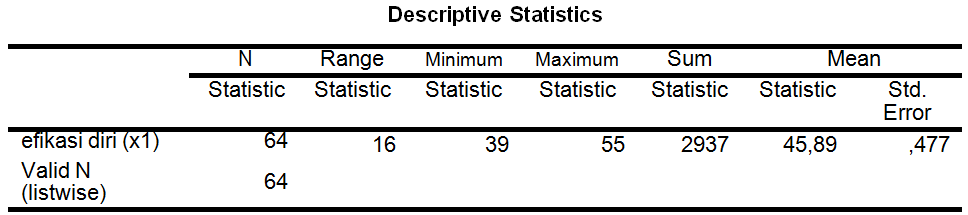 Descriptive Statistics
N Range Minimum Maximum Sum Mean
Statistic Statistic Statistic Statistic Statistic Statistic Std.
Error
efikasi diri (x1) 64 16 39 55 2937 45,89 ,477
Valid N
(listwise) 64